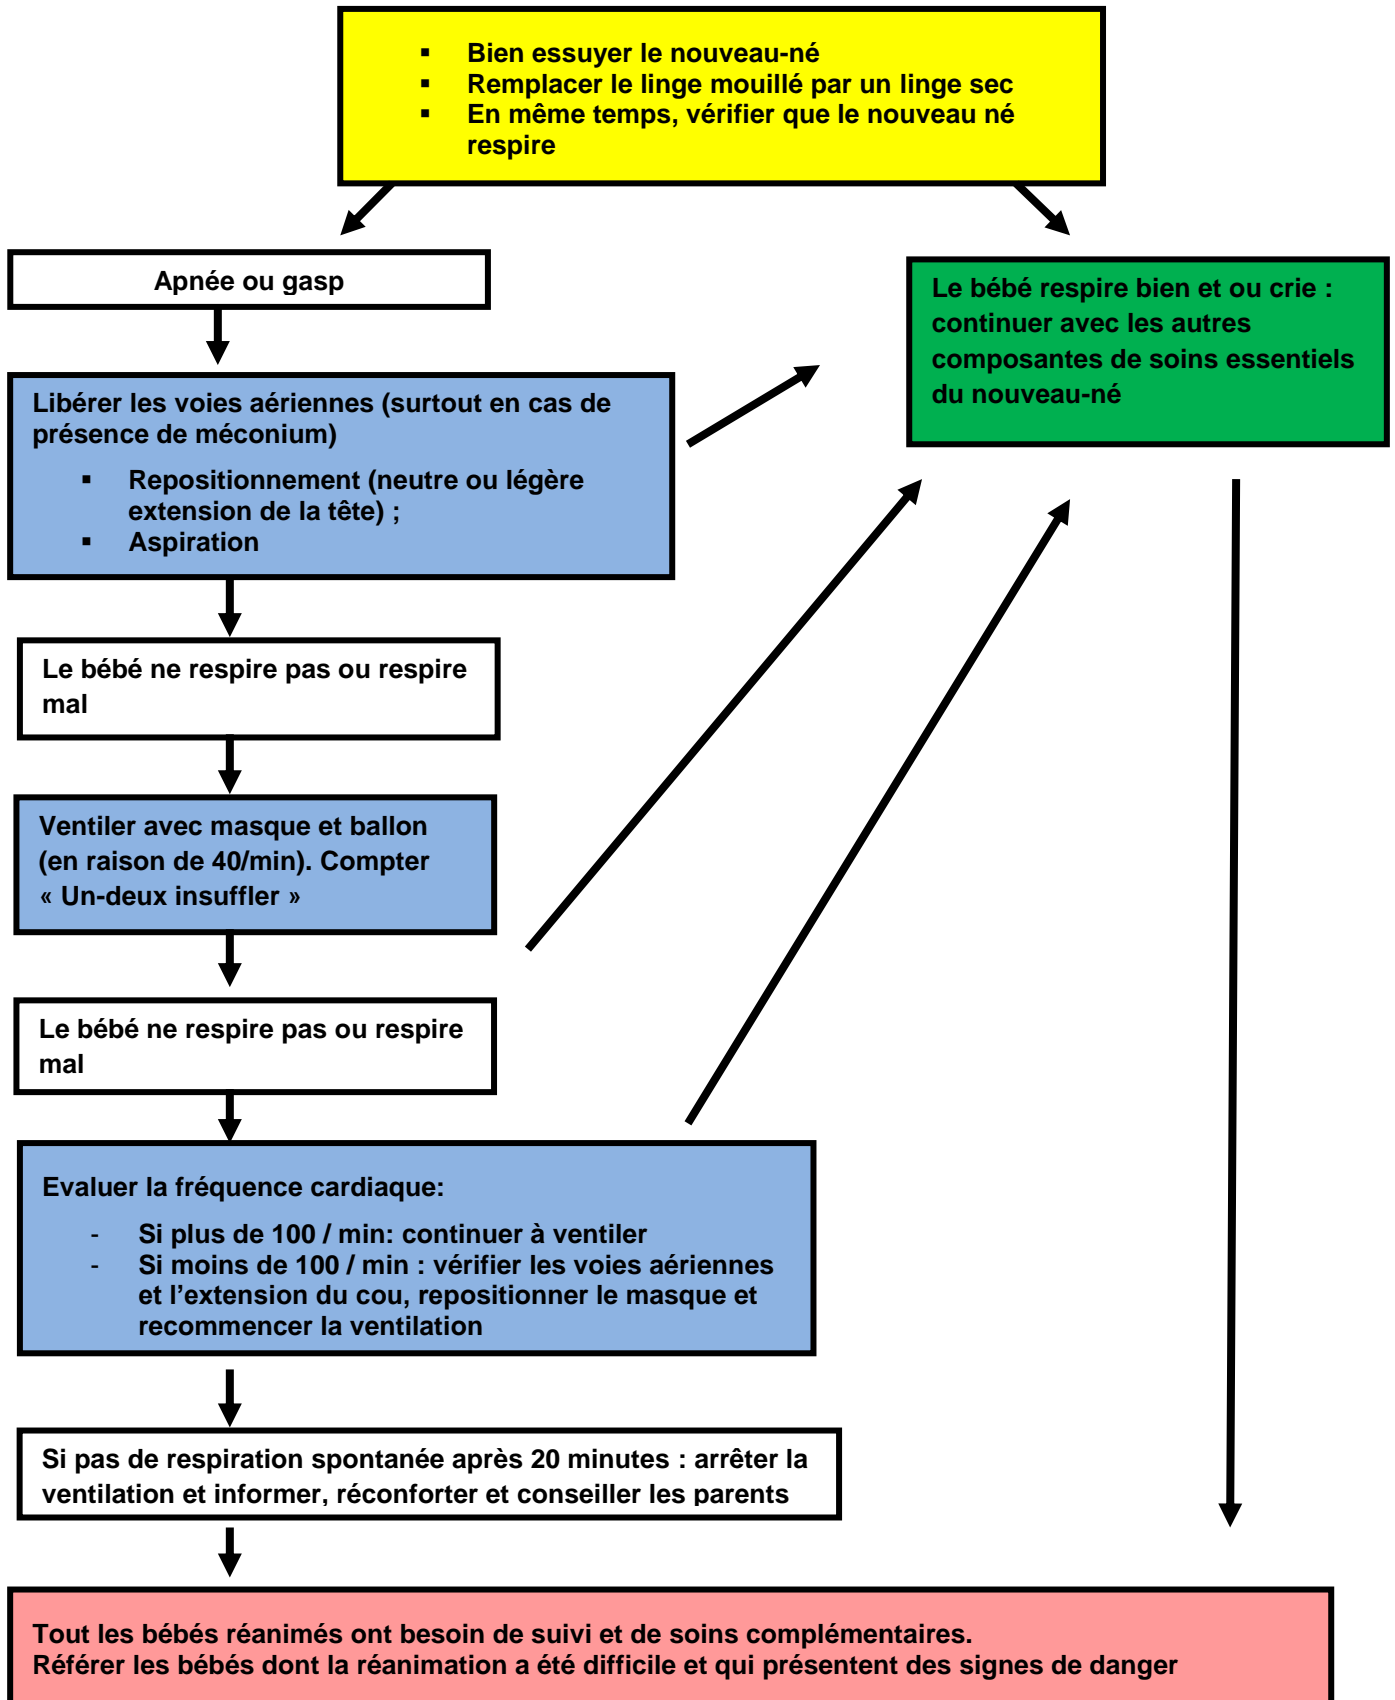 ▪ Bien essuyer le nouveau-né
▪ Remplacer le linge mouillé par un linge sec
▪ En même temps, vérifier que le nouveau né
respire
Apnée ou gasp
Le bébé respire bien et ou crie :
continuer avec les autres
composantes de soins essentiels
du nouveau-né
Libérer les voies aériennes (surtout en cas de
présence de méconium)
▪ Repositionnement (neutre ou légère
extension de la tête) ;
▪ Aspiration
Le bébé ne respire pas ou respire
mal
Ventiler avec masque et ballon
(en raison de 40/min). Compter
« Un-deux insuffler »
Le bébé ne respire pas ou respire
mal
Evaluer la fréquence cardiaque:
- Si plus de 100 / min: continuer à ventiler
- Si moins de 100 / min : vérifier les voies aériennes
et l’extension du cou, repositionner le masque et
recommencer la ventilation
Si pas de respiration spontanée après 20 minutes : arrêter la
ventilation et informer, réconforter et conseiller les parents
Tout les bébés réanimés ont besoin de suivi et de soins complémentaires.
Référer les bébés dont la réanimation a été difficile et qui présentent des signes de danger